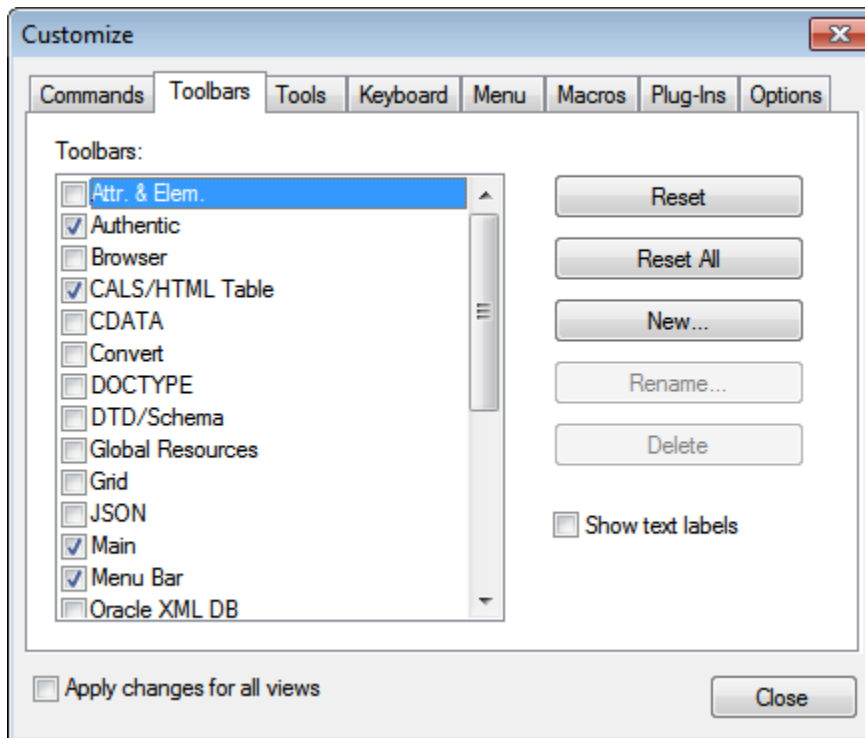 Customize
Commands Toolbars Tools Keyboard Menu Macros Plug-Ins Options
Toolbars:
Attr. & Elem.
Authentic
Browser
CALS/HTML Table
CDATA
Convert
DOCTYPE
DTD/Schema
Global Resources
Grid
JSON
Main
Menu Bar
Oracle XML DB
Reset
Reset All
New...
Rename...
Delete
Show text labels
Apply changes for all views
Close